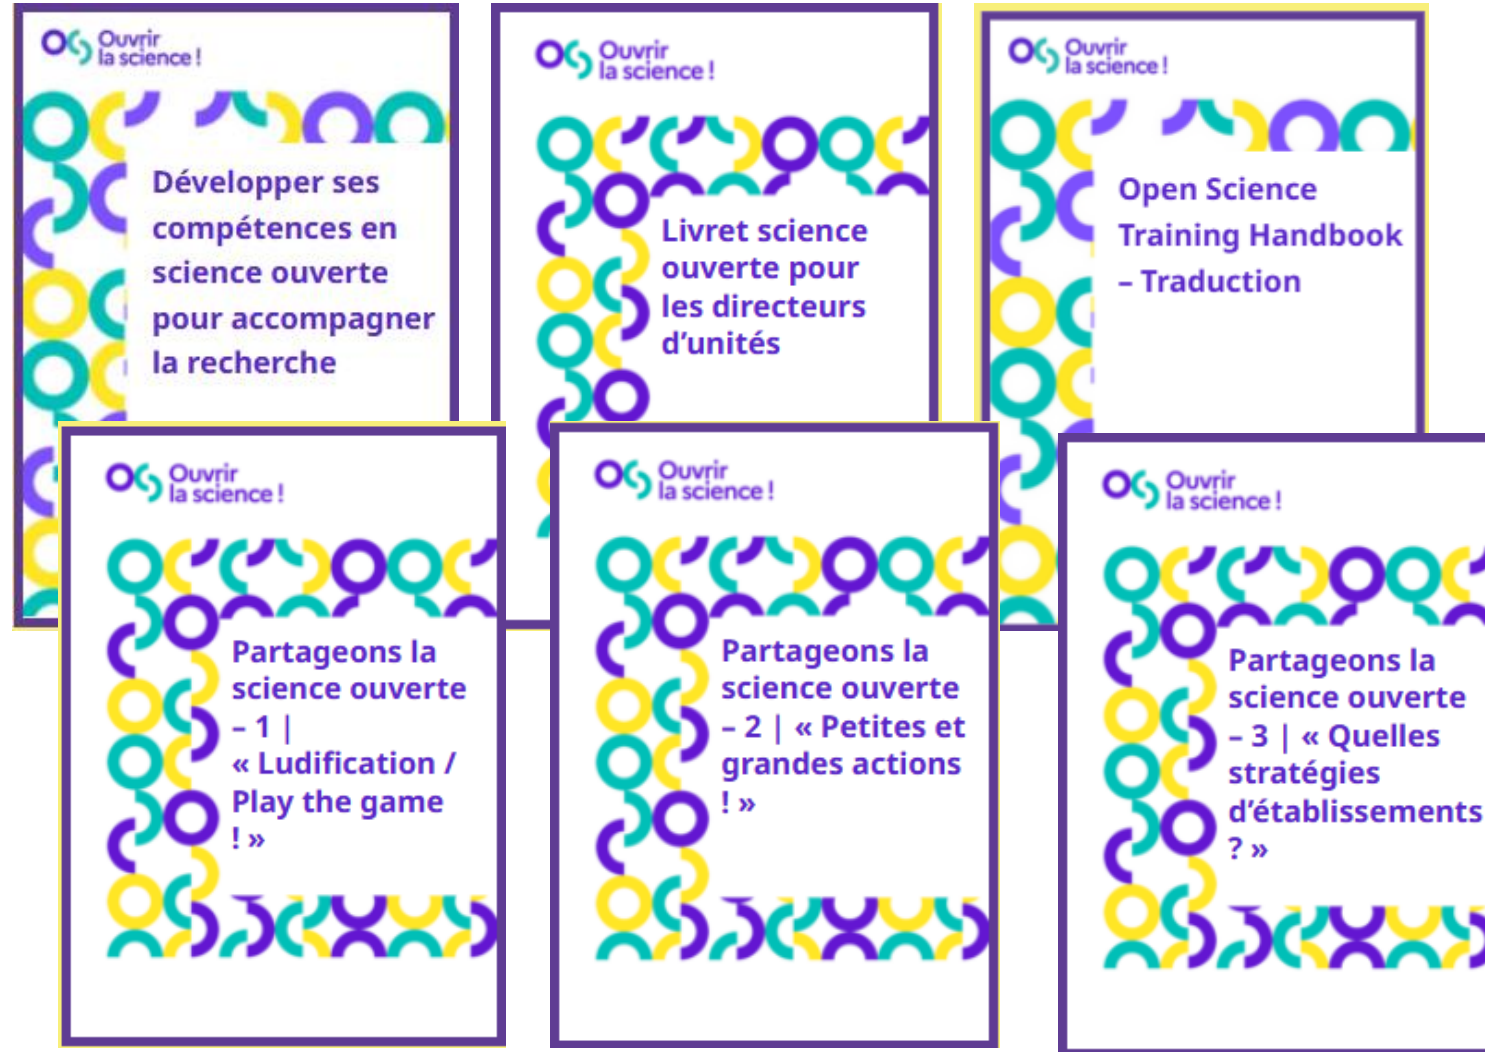 Ouvrir
la science !
Développer ses
compétences en
science ouverte
pour accompagner
la recherche
Ouvrir
la science !
Livret science
ouverte pour
les directeurs
d’unités
Ouvrir
la science !
Open Science
Training Handbook
– Traduction
Ouvrir
la science !
Partageons la
science ouverte
– 1 |
« Ludification /
Play the game
! »
Ouvrir
la science !
Partageons la
science ouverte
– 2 | « Petites et
grandes actions
! »
Ouvrir
la science !
Partageons la
science ouverte
– 3 | « Quelles
stratégies
d’établissements
? »